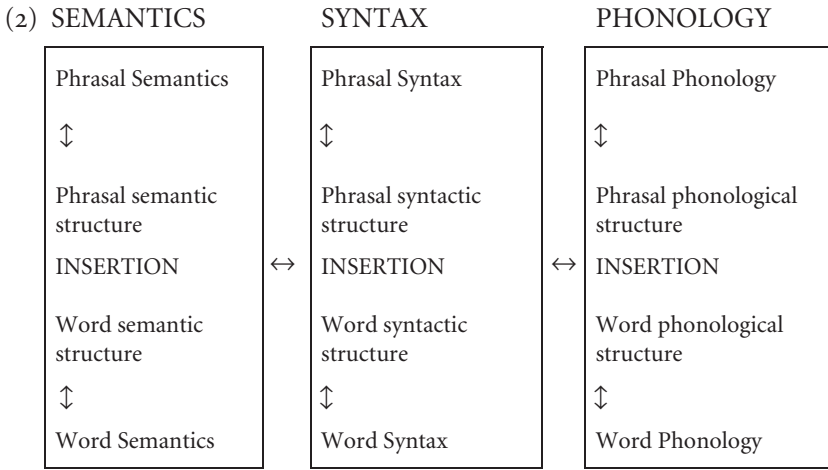 (2) SEMANTICS SYNTAX PHONOLOGY
Phrasal Semantics Phrasal Syntax Phrasal Phonology
↕ ↕ ↕
Phrasal semantic Phrasal syntactic Phrasal phonological
structure structure structure
INSERTION ↔ INSERTION ↔ INSERTION
Word semantic Word syntactic Word phonological
structure structure structure
↕ ↕ ↕
Word Semantics Word Syntax Word Phonology